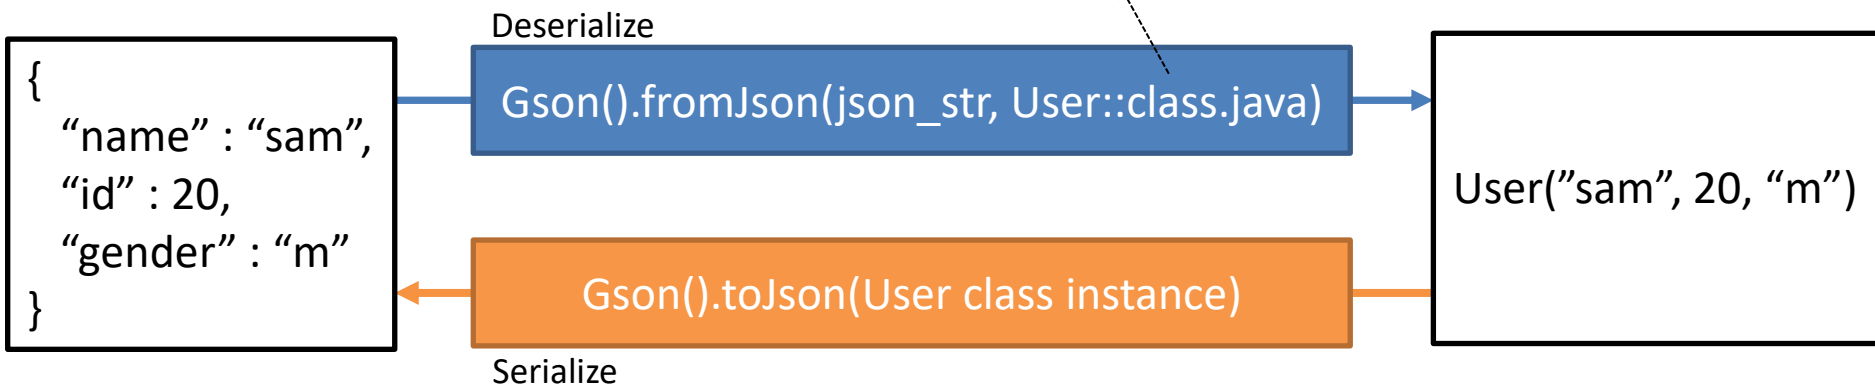 Deserialize
{
“name” : “sam”,
“id” : 20,
“gender” : “m”
}
Gson().fromJson(json_str, User::class.java)
User(”sam”, 20, “m”)
Gson().toJson(User class instance)
Serialize